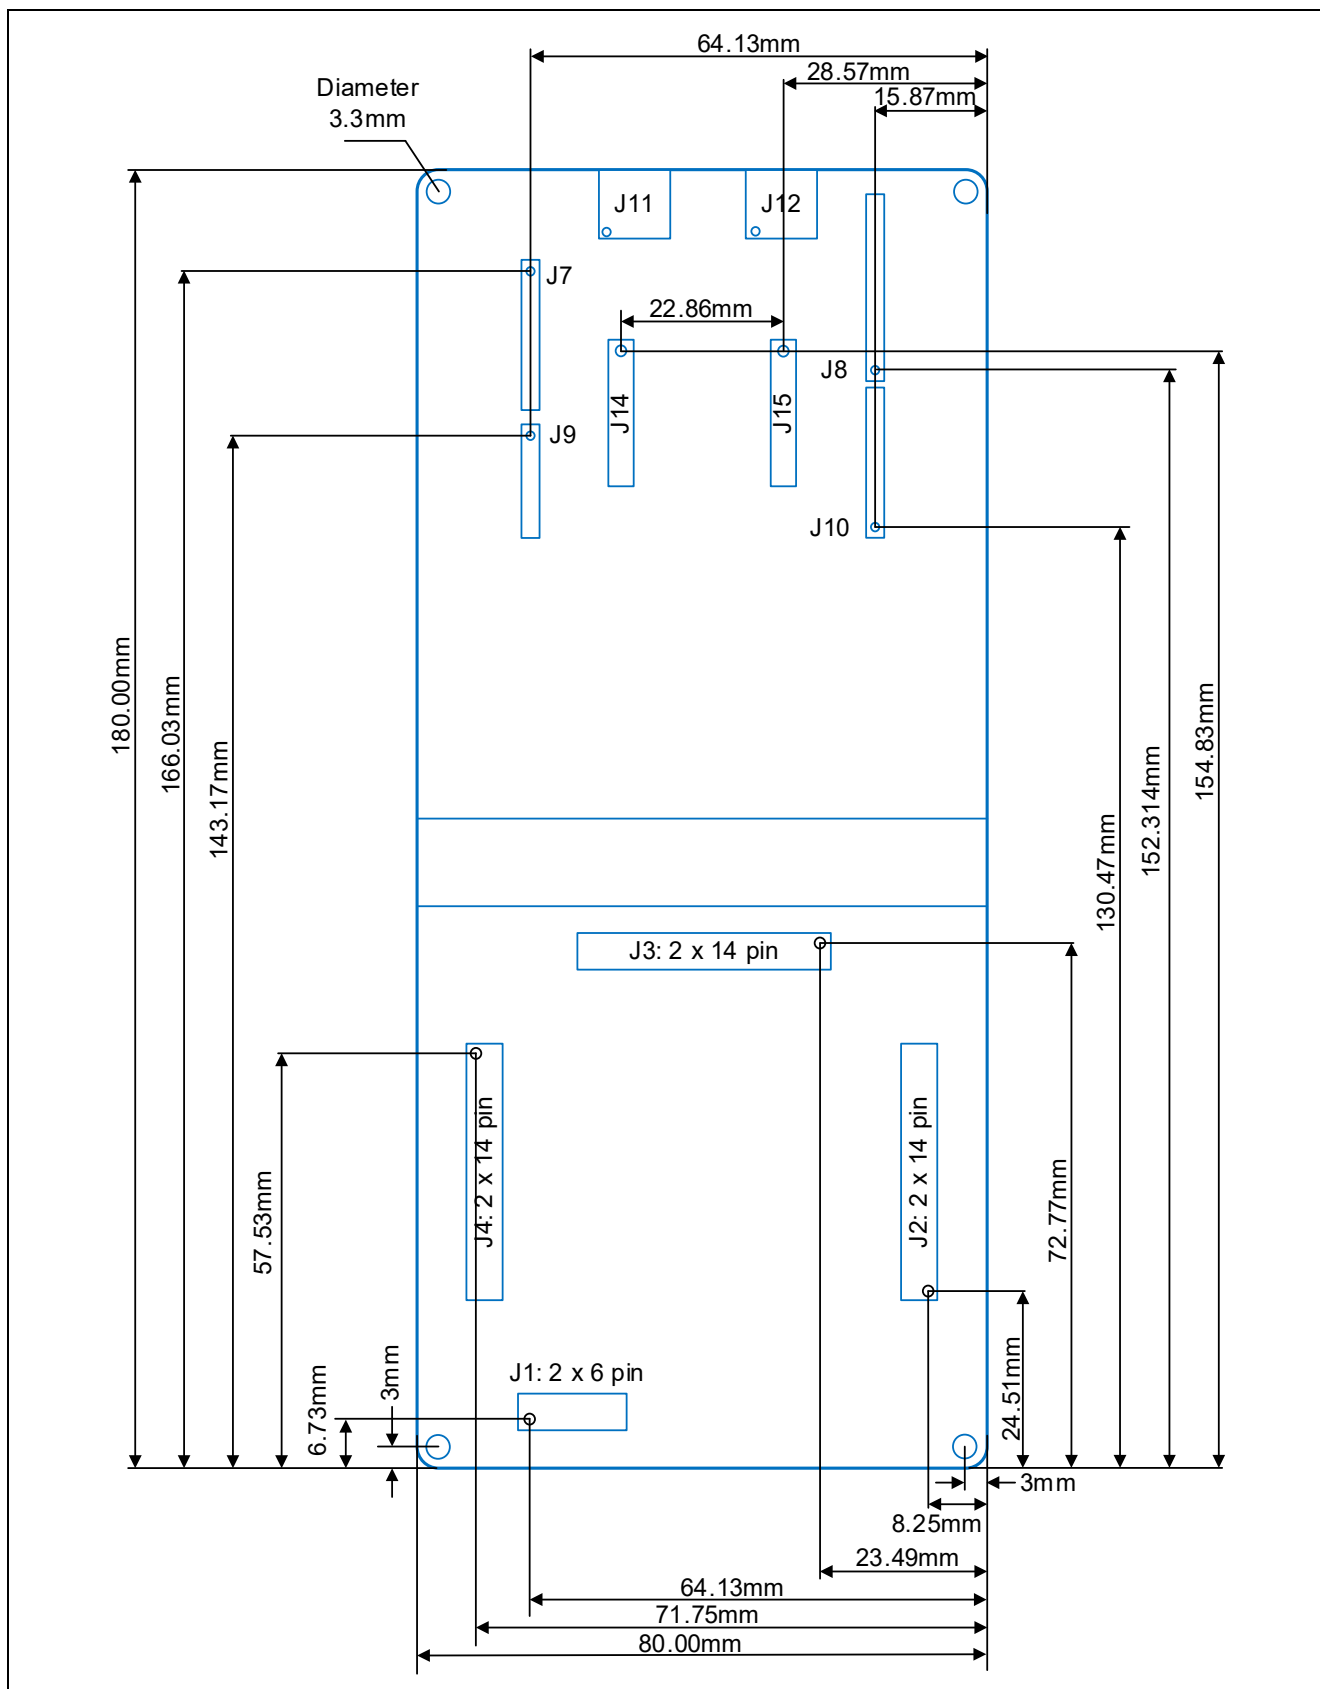 64.13mm
28.57mm
15.87mm
Diameter
3.3mm
J11
J12
J7
22.86mm
J8
J14
J15
J9
J10
180.00mm
166.03mm
143.17mm
154.83mm
152.314mm
130.47mm
J3: 2 x 14 pin
57.53mm
J4: 2 x 14 pin
J2: 2 x 14 pin
72.77mm
J1: 2 x 6 pin
6.73mm
3mm
24.51mm
3mm
8.25mm
23.49mm
64.13mm
71.75mm
80.00mm